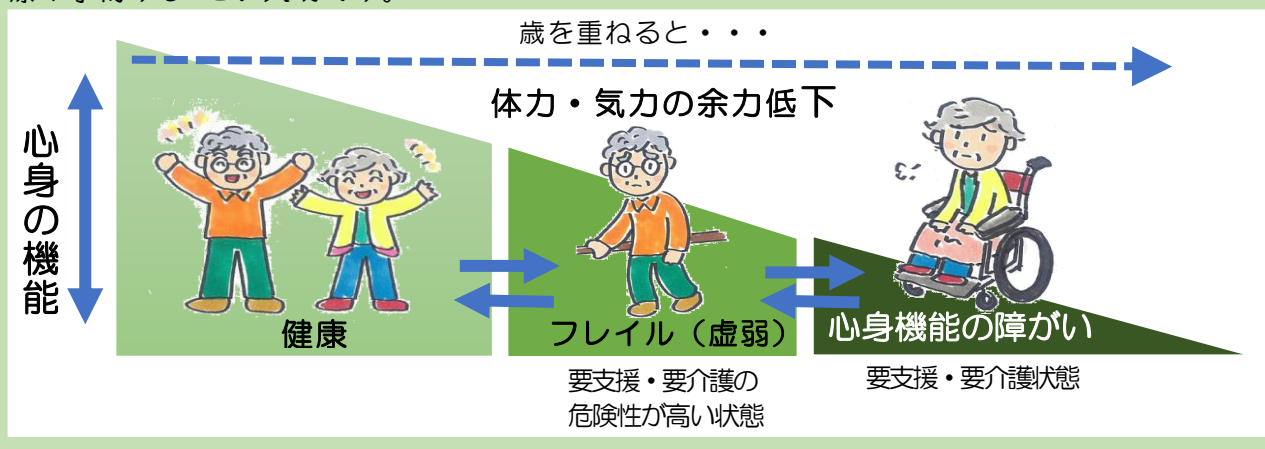 歳を重ねると・・・
体力・気力の余力低下
心身の機能
健康
フレイル（虚弱）
心身機能の障がい
要支援・要介護の
危険性が高い状態
要支援・要介護状態